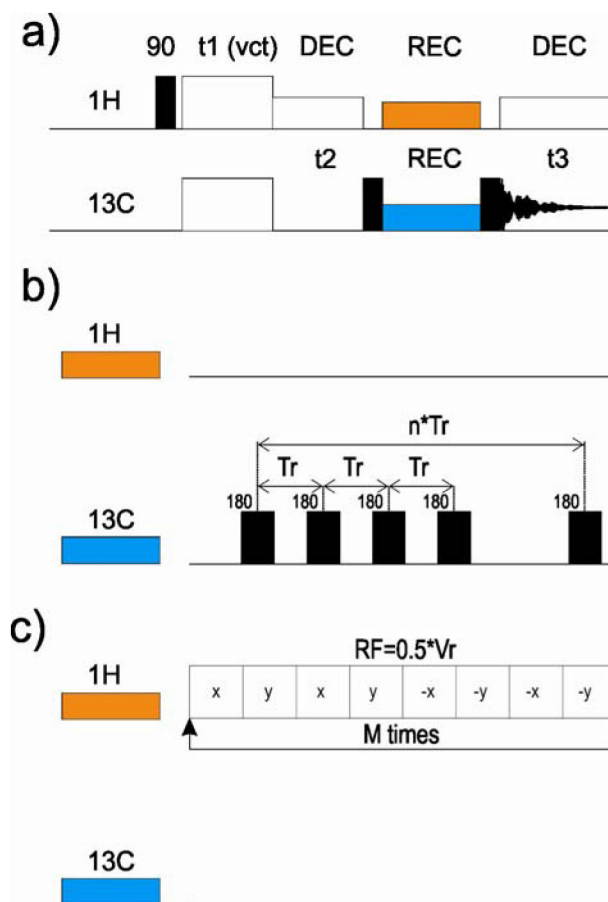 a)
90 t1 (vct) DEC REC DEC
1H
t2 REC t3
13C
b)
1H
n*Tr
Tr Tr Tr
180 180 180 180 180
13C
c)
RF=0.5*Vr
1H
x y x y -x -y -x -y
M times
13C